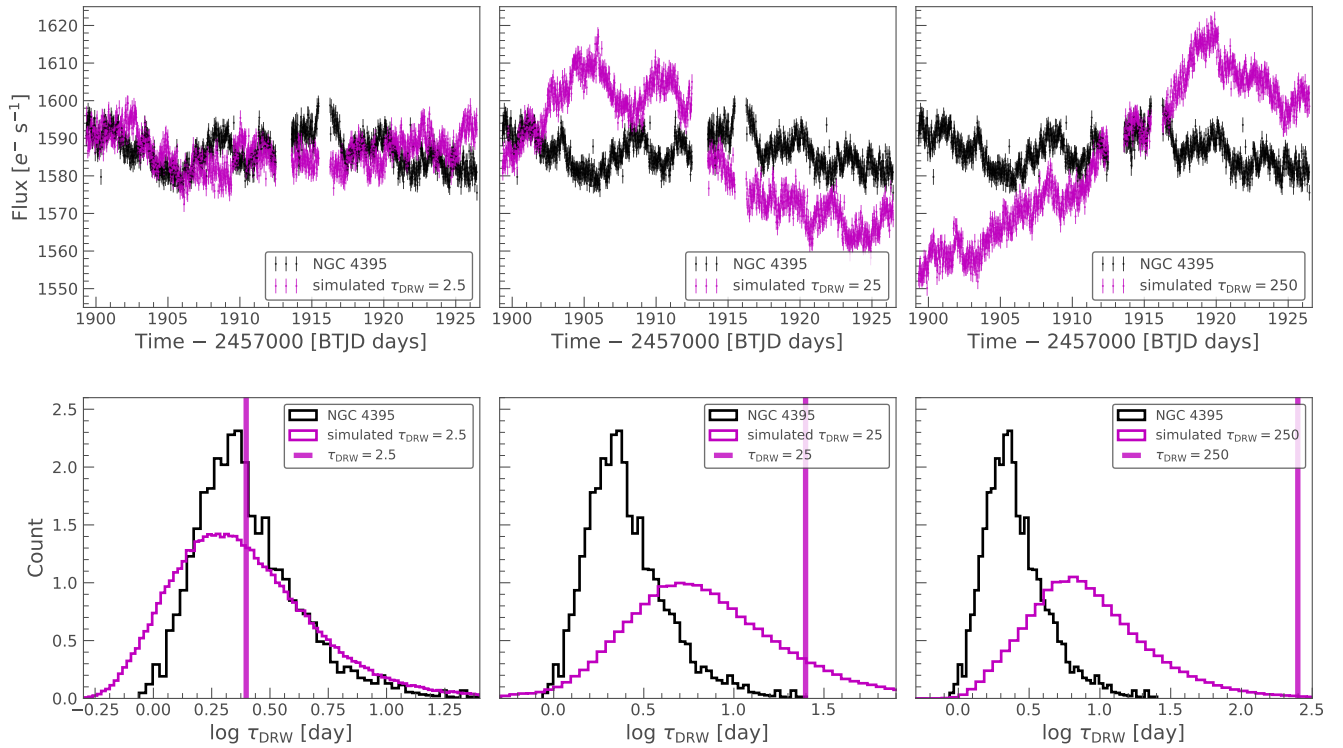 1620
1610
1600
1590
1580
1570
1560
1550
Flux [e⁻ s⁻¹]
NGC 4395
simulated τ_DRW = 2.5
1900 1905 1910 1915 1920 1925
Time − 2457000 [BTJD days]
NGC 4395
simulated τ_DRW = 25
1900 1905 1910 1915 1920 1925
Time − 2457000 [BTJD days]
NGC 4395
simulated τ_DRW = 250
1900 1905 1910 1915 1920 1925
Time − 2457000 [BTJD days]
2.5
2.0
1.5
1.0
0.5
0.0
Count
NGC 4395
simulated τ_DRW = 2.5
τ_DRW = 2.5
−0.25 0.00 0.25 0.50 0.75 1.00 1.25
log τ_DRW [day]
NGC 4395
simulated τ_DRW = 25
τ_DRW = 25
0.0 0.5 1.0 1.5
log τ_DRW [day]
NGC 4395
simulated τ_DRW = 250
τ_DRW = 250
0.0 0.5 1.0 1.5 2.0 2.5
log τ_DRW [day]